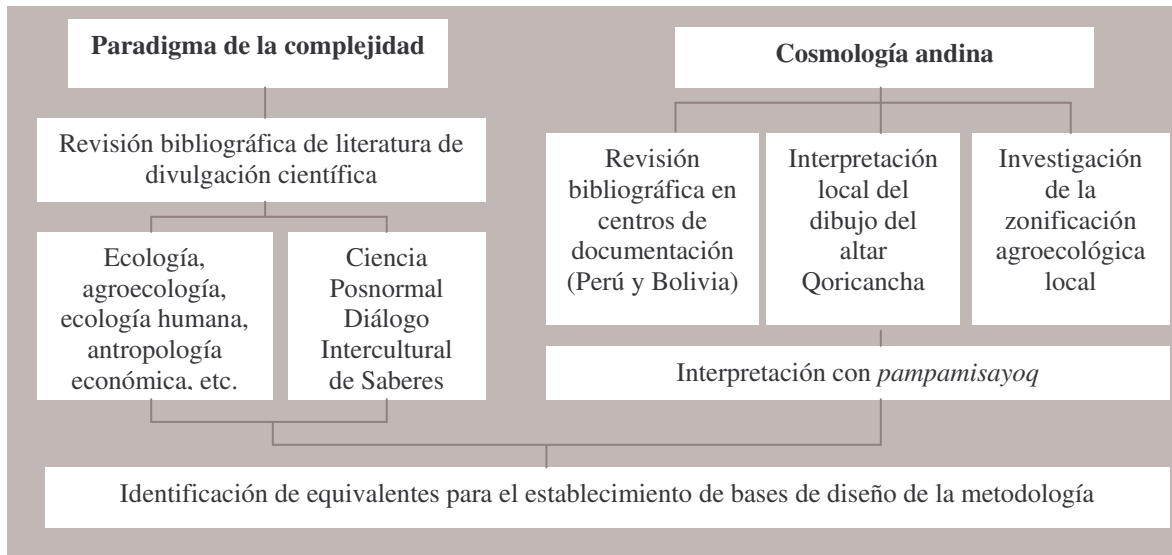 Paradigma de la complejidad
Revisión bibliográfica de literatura de
divulgación científica
Ecología,
agroecología,
ecología humana,
antropología
económica, etc.
Ciencia
Posnormal
Diálogo
Intercultural
de Saberes
Cosmología andina
Revisión
bibliográfica en
centros de
documentación
(Perú y Bolivia)
Interpretación
local del
dibujo del
altar
Qoricancha
Investigación
de la
zonificación
agroecológica
local
Interpretación con pampamisayoq
Identificación de equivalentes para el establecimiento de bases de diseño de la metodología